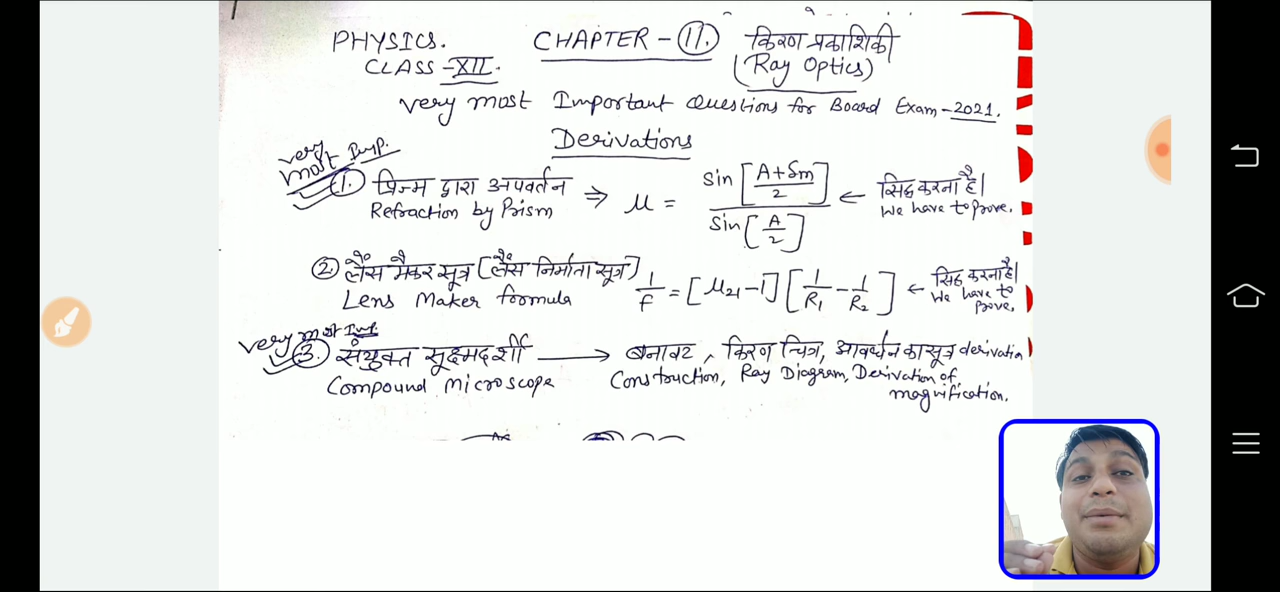 PHYSICS. CHAPTER - 11. किरण प्रकाशिकी
CLASS - XII. (Ray Optics)
very most Important Questions for Board Exam - 2021.
Derivations
very most Imp.
1. प्रिज्म द्वारा अपवर्तन ⇒ μ = sin[(A+δm)/2] / sin[A/2] ← सिद्ध करना है।
Refraction by Prism We have to prove.
2. लैंस मैकर सूत्र [लैंस निर्माता सूत्र] 1/f = [μ21 - 1] [1/R1 - 1/R2] ← सिद्ध करना है।
Lens Maker formula We have to prove.
very most Imp.
3. संयुक्त सूक्ष्मदर्शी → बनावट, किरण चित्र, आवर्धन का सूत्र derivation
Compound Microscope Construction, Ray Diagram, Derivation of magnification.